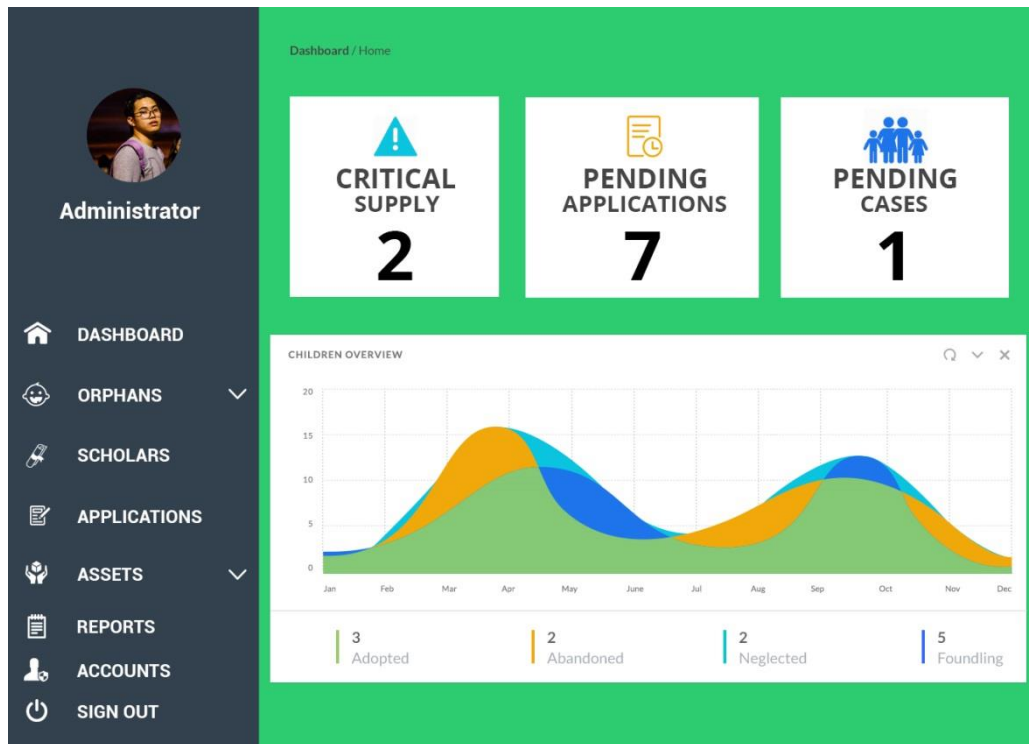 Administrator
DASHBOARD
ORPHANS
SCHOLARS
APPLICATIONS
ASSETS
REPORTS
ACCOUNTS
SIGN OUT
Dashboard / Home
CRITICAL
SUPPLY
2
PENDING
APPLICATIONS
7
PENDING
CASES
1
CHILDREN OVERVIEW
20
15
10
5
0
Jan Feb Mar Apr May June Jul Aug Sep Oct Nov Dec
3
Adopted
2
Abandoned
2
Neglected
5
Foundling